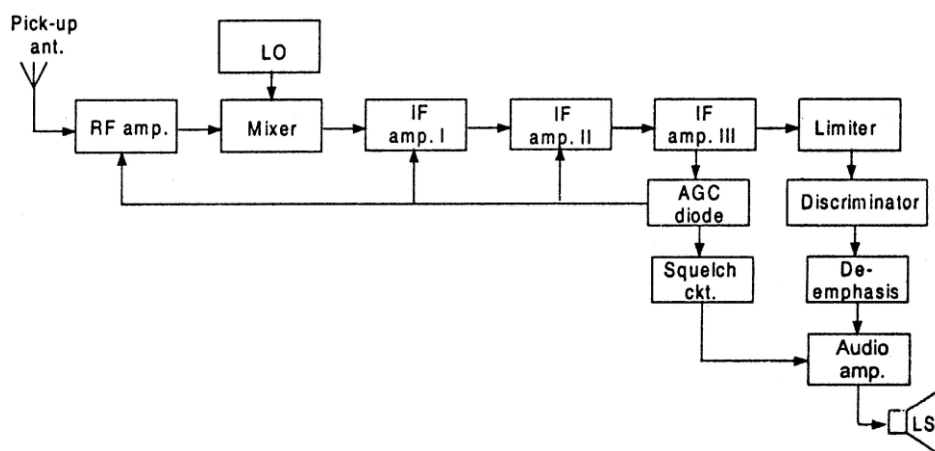 Pick-up
ant.
LO
RF amp.
Mixer
IF
amp. I
IF
amp. II
IF
amp. III
Limiter
AGC
diode
Discriminator
Squelch
ckt.
De-
emphasis
Audio
amp.
LS